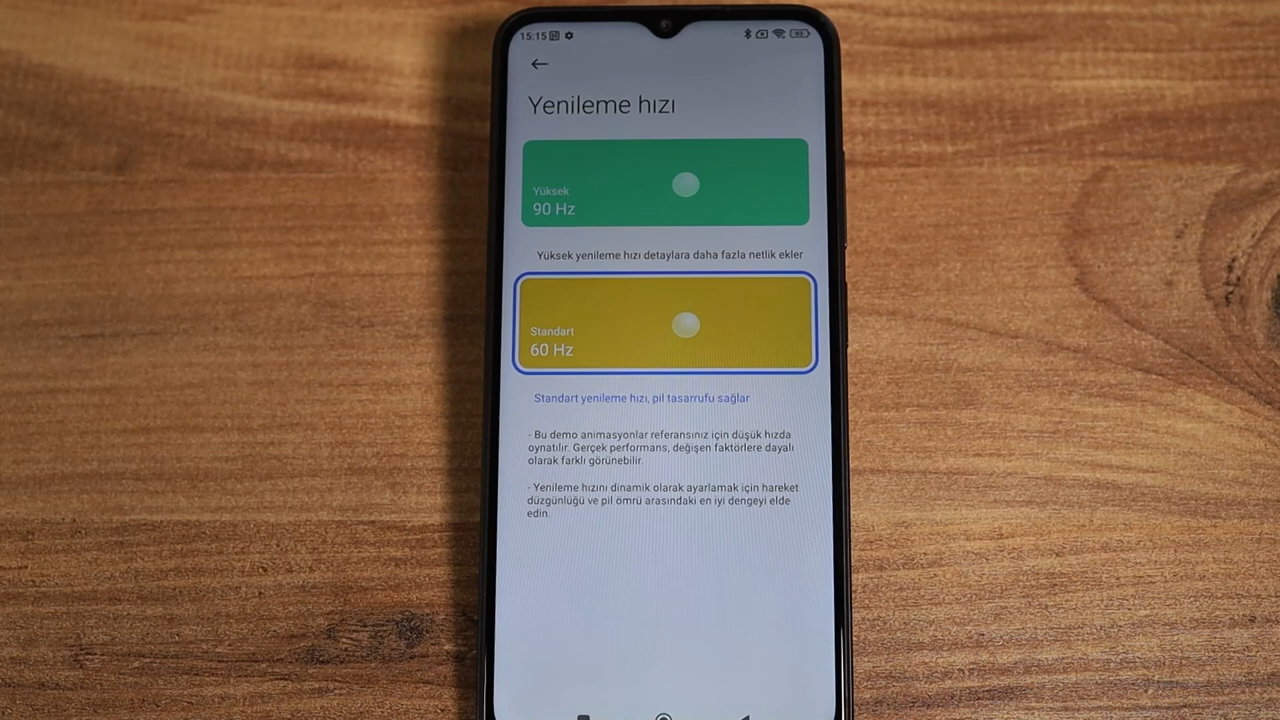 15:15
Yenileme hızı
Yüksek
90 Hz
Yüksek yenileme hızı detaylara daha fazla netlik ekler
Standart
60 Hz
Standart yenileme hızı, pil tasarrufu sağlar
- Bu demo animasyonlar referansınız için düşük hızda
oynatılır. Gerçek performans, değişen faktörlere dayalı
olarak farklı görünebilir.
- Yenileme hızını dinamik olarak ayarlamak için hareket
düzgünlüğü ve pil ömrü arasındaki en iyi dengeyi elde
edin.